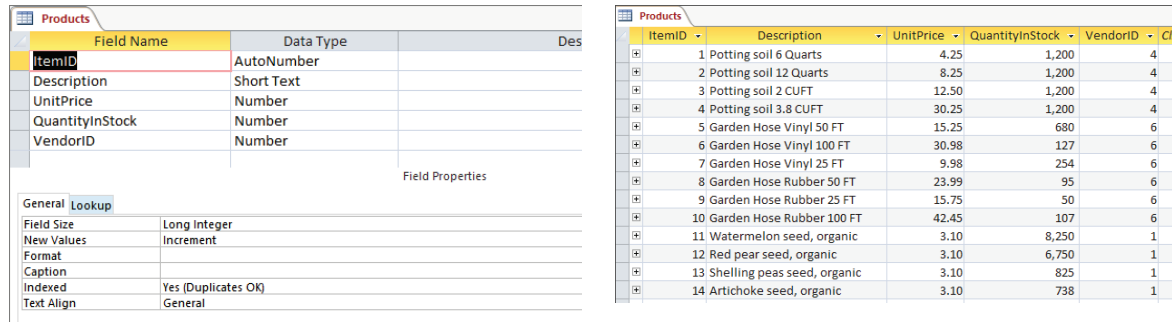 Products
Field Name Data Type Des
ItemID AutoNumber
Description Short Text
UnitPrice Number
QuantityInStock Number
VendorID Number
Field Properties
General Lookup
Field Size Long Integer
New Values Increment
Format
Caption
Indexed Yes (Duplicates OK)
Text Align General
Products
ItemID Description UnitPrice QuantityInStock VendorID
1 Potting soil 6 Quarts 4.25 1,200 4
2 Potting soil 12 Quarts 8.25 1,200 4
3 Potting soil 2 CUFT 12.50 1,200 4
4 Potting soil 3.8 CUFT 30.25 1,200 4
5 Garden Hose Vinyl 50 FT 15.25 680 6
6 Garden Hose Vinyl 100 FT 30.98 127 6
7 Garden Hose Vinyl 25 FT 9.98 254 6
8 Garden Hose Rubber 50 FT 23.99 95 6
9 Garden Hose Rubber 25 FT 15.75 50 6
10 Garden Hose Rubber 100 FT 42.45 107 6
11 Watermelon seed, organic 3.10 8,250 1
12 Red pear seed, organic 3.10 6,750 1
13 Shelling peas seed, organic 3.10 825 1
14 Artichoke seed, organic 3.10 738 1